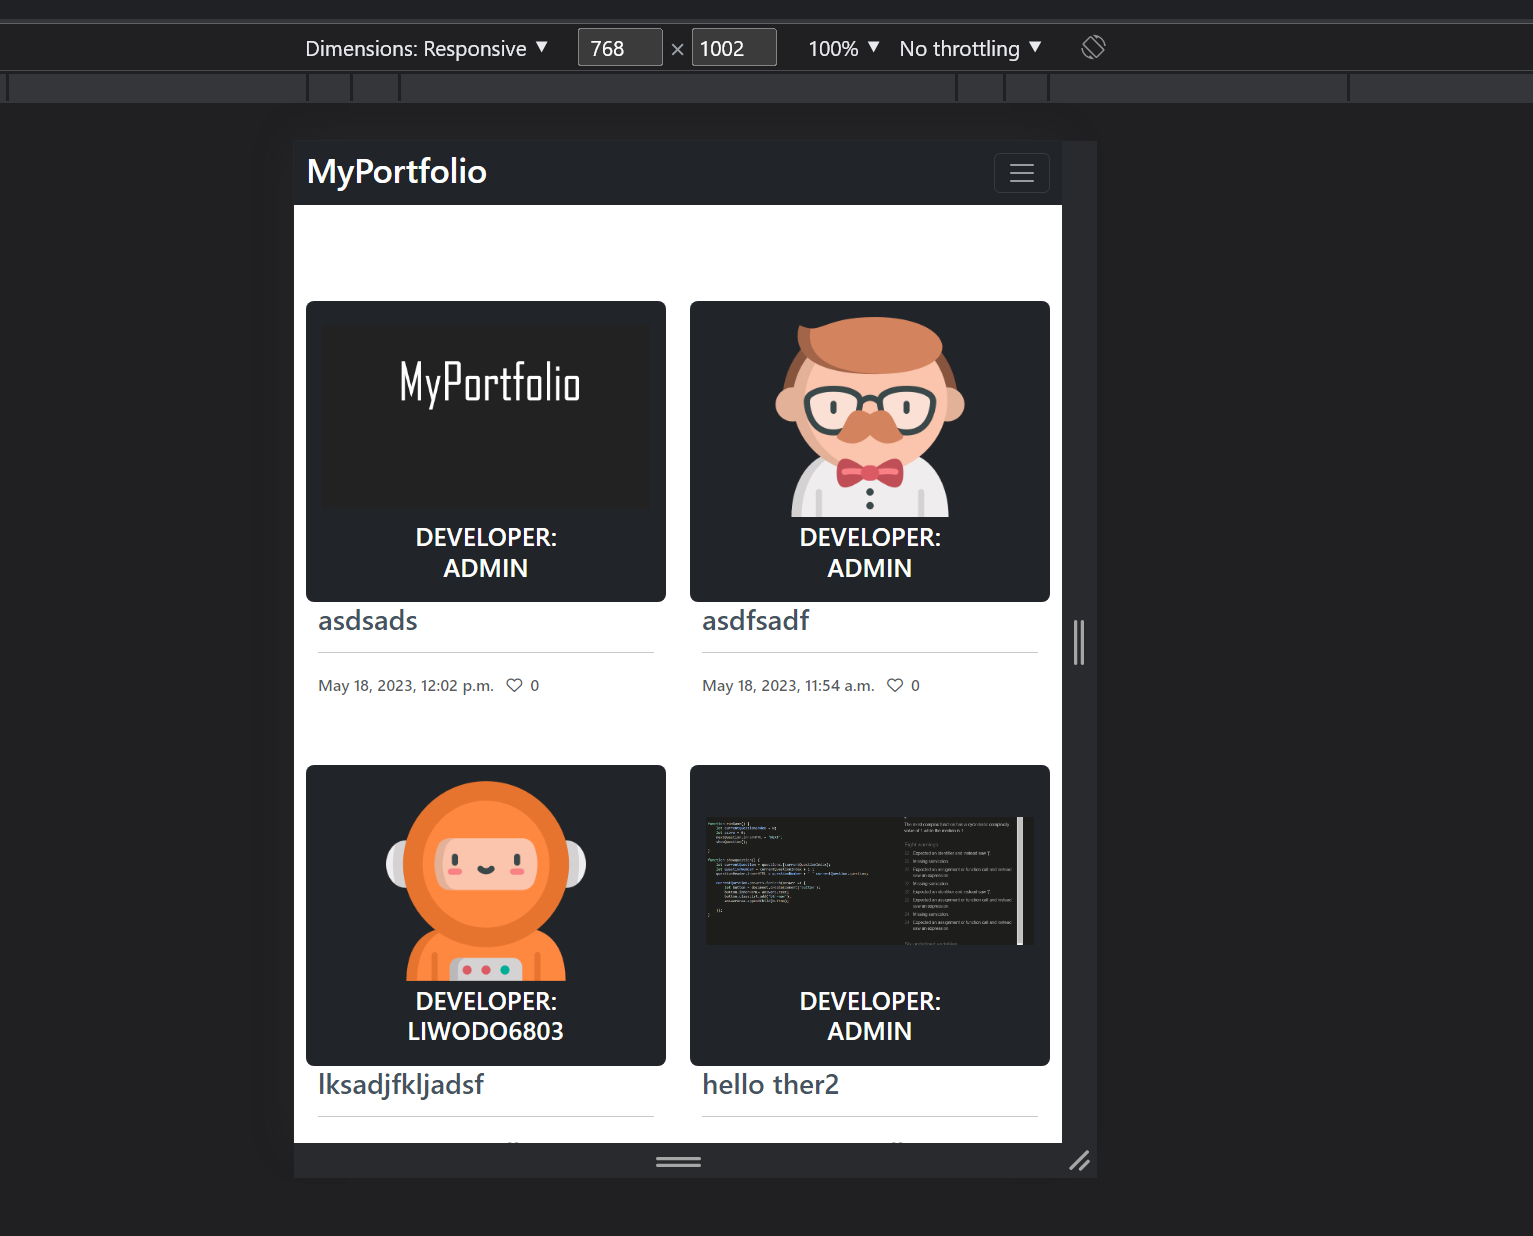 Dimensions: Responsive ▼ 768 × 1002 100% ▼ No throttling ▼
MyPortfolio
MyPortfolio
DEVELOPER:
ADMIN
asdsads
May 18, 2023, 12:02 p.m. 0
DEVELOPER:
ADMIN
asdfsadf
May 18, 2023, 11:54 a.m. 0
DEVELOPER:
LIWODO6803
lksadjfkljadsf
DEVELOPER:
ADMIN
hello ther2